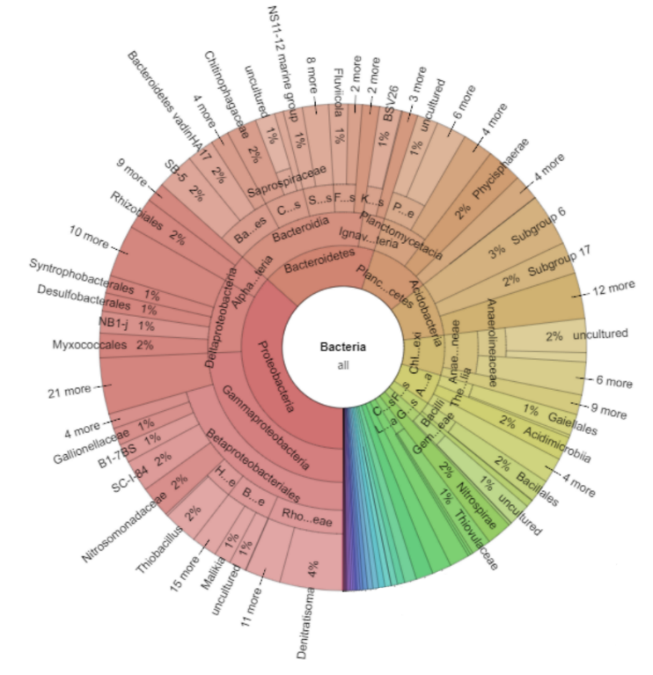 Bacteria
all
Proteobacteria
Gammaproteobacteria
Deltaproteobacteria
Alpha...teria
Betaproteobacteriales
H...e
B...e
Rho...eae
Denitratisoma 4%
11 more
uncultured 1%
Malikia 1%
15 more
Thiobacillus 2%
Nitrosomonadaceae 2%
SC-I-84 2%
B1-7BS 1%
Gallionellaceae 1%
4 more
21 more
Myxococcales 2%
NB1-j 1%
Desulfobacterales 1%
Syntrophobacterales 1%
10 more
Rhizobiales 2%
9 more
Bacteroidetes
Bacteroidia
Ignav...teria
Ba...es
C...s
S...s
F...s
K...s
SB-5 2%
Bacteroidetes vadinHA17 2%
4 more
Chitinophagaceae 2%
uncultured 1%
Saprospiraceae
NS11-12 marine group 1%
8 more
Fluviicola 1%
2 more
2 more
BSV26 1%
3 more
Planc...cetes
Planctomycetacia
P...e
uncultured 1%
6 more
4 more
Phycisphaerae 2%
4 more
Acidobacteria
Subgroup 6 3%
Subgroup 17 2%
12 more
Chl...exi
Anae...neae
Anaerolineaceae
2% uncultured
6 more
9 more
A...a
The...lia
1% Gaiellales
2% Acidimicrobiia
4 more
Bacilli
2% Bacillales
Gem...eae
1% uncultured
2% Nitrospirae
1% Thiovulaceae